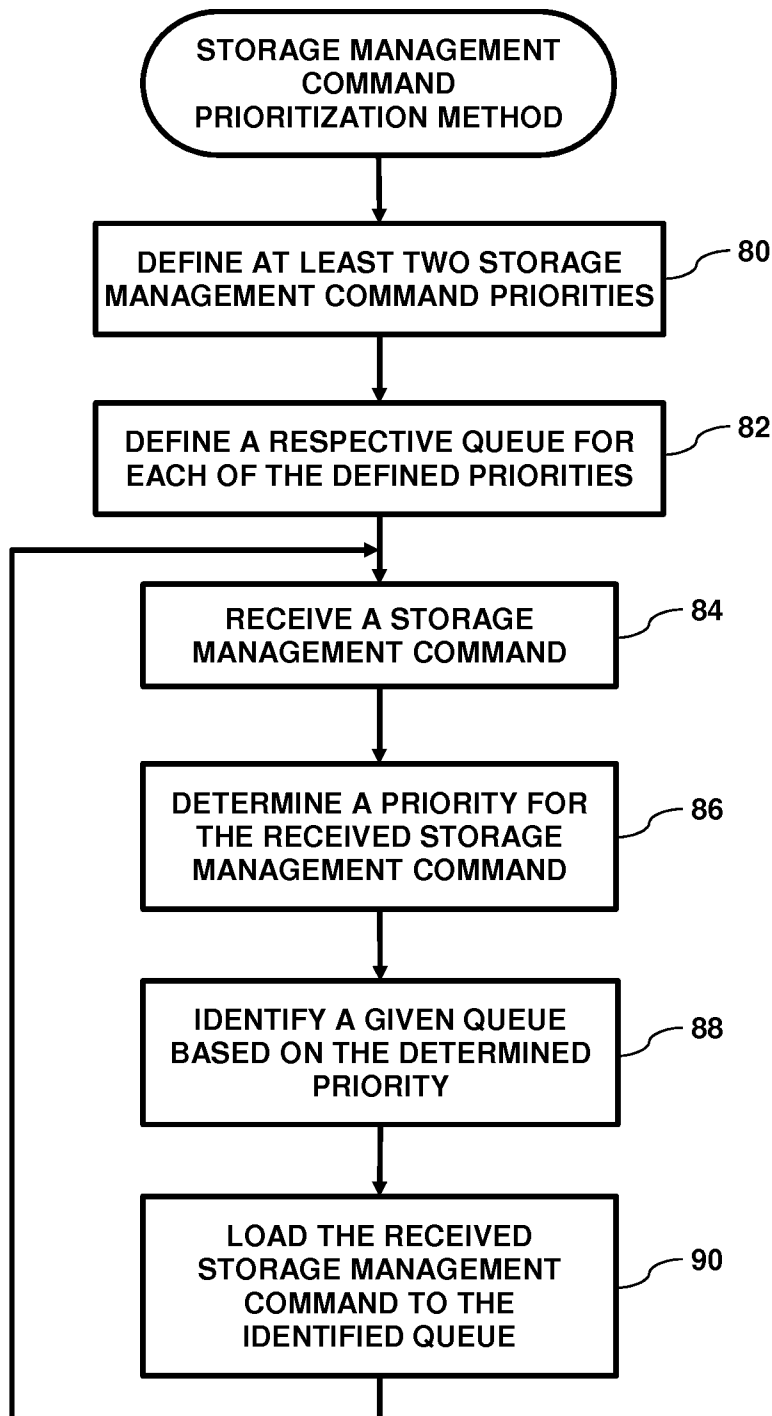 STORAGE MANAGEMENT
COMMAND
PRIORITIZATION METHOD
DEFINE AT LEAST TWO STORAGE
MANAGEMENT COMMAND PRIORITIES
80
DEFINE A RESPECTIVE QUEUE FOR
EACH OF THE DEFINED PRIORITIES
82
RECEIVE A STORAGE
MANAGEMENT COMMAND
84
DETERMINE A PRIORITY FOR
THE RECEIVED STORAGE
MANAGEMENT COMMAND
86
IDENTIFY A GIVEN QUEUE
BASED ON THE DETERMINED
PRIORITY
88
LOAD THE RECEIVED
STORAGE MANAGEMENT
COMMAND TO THE
IDENTIFIED QUEUE
90